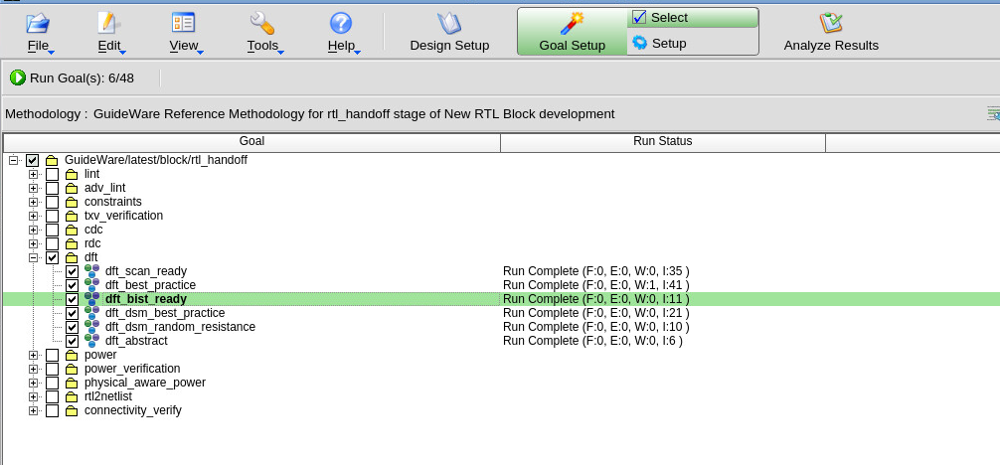 File Edit View Tools Help Design Setup Goal Setup Select Setup Analyze Results
Run Goal(s): 6/48
Methodology : GuideWare Reference Methodology for rtl_handoff stage of New RTL Block development
Goal Run Status
GuideWare/latest/block/rtl_handoff
lint
adv_lint
constraints
txv_verification
cdc
rdc
dft
dft_scan_ready Run Complete (F:0, E:0, W:0, I:35 )
dft_best_practice Run Complete (F:0, E:0, W:1, I:41 )
dft_bist_ready Run Complete (F:0, E:0, W:0, I:11 )
dft_dsm_best_practice Run Complete (F:0, E:0, W:0, I:21 )
dft_dsm_random_resistance Run Complete (F:0, E:0, W:0, I:10 )
dft_abstract Run Complete (F:0, E:0, W:0, I:6 )
power
power_verification
physical_aware_power
rtl2netlist
connectivity_verify